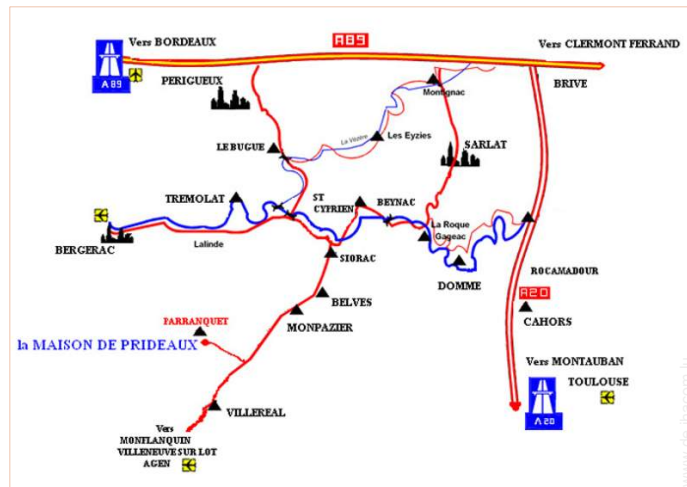 A89
Vers BORDEAUX
Vers CLERMONT FERRAND
A 89
PERIGUEUX
BRIVE
Montignac
La Vezère
Les Eyzies
LE BUGUE
SARLAT
TREMOLAT
ST
CYPRIEN
BEYNAC
La Roque
Gageac
BERGERAC
Lalinde
SIORAC
DOMME
ROCAMADOUR
A20
BELVES
CAHORS
MONPAZIER
PARRANQUET
la MAISON DE PRIDEAUX
Vers MONTAUBAN
TOULOUSE
A 20
VILLEREAL
Vers
MONFLANQUIN
VILLENEUVE SUR LOT
AGEN